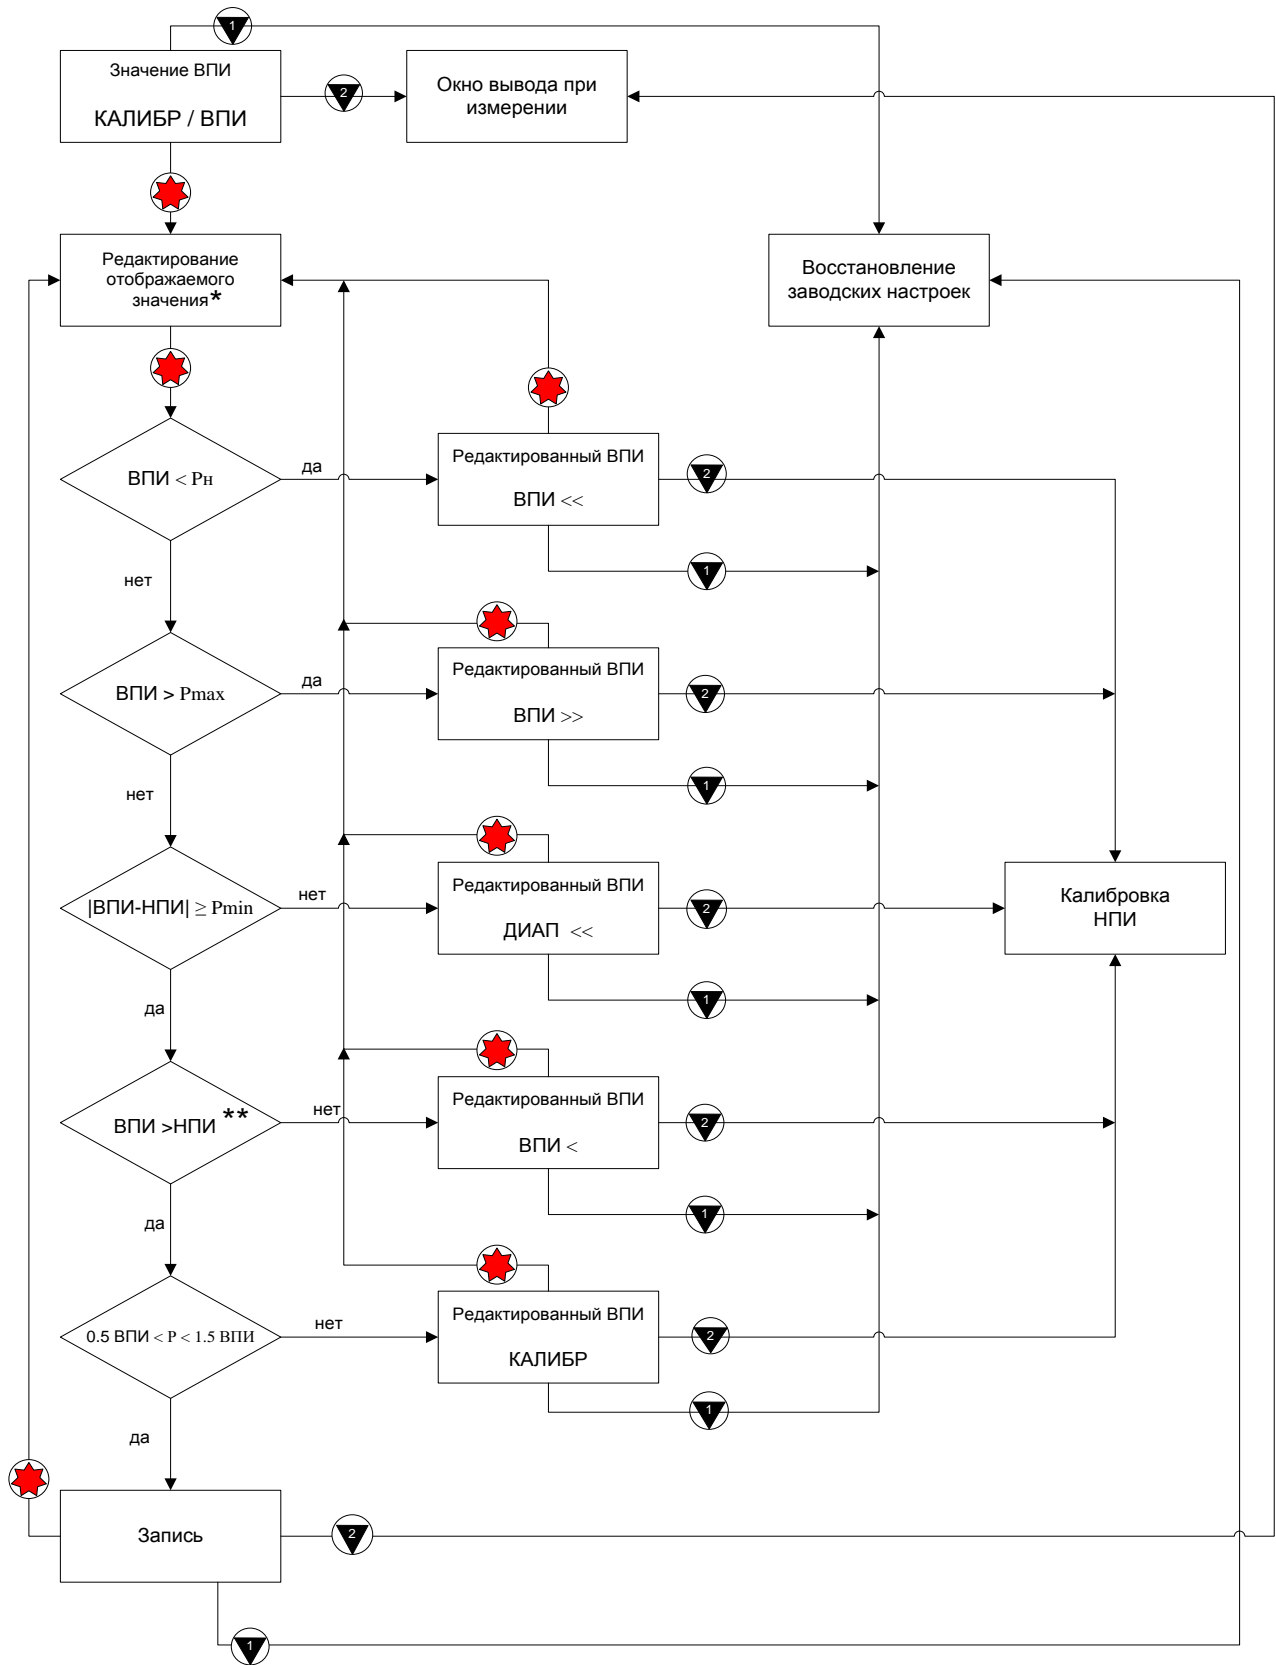 1
Значение ВПИ
КАЛИБР / ВПИ
2
Окно вывода при
измерении
Редактирование
отображаемого
значения*
Восстановление
заводских настроек
ВПИ < Рн
да
нет
Редактированный ВПИ
ВПИ <<
2
1
ВПИ > Pmax
да
нет
Редактированный ВПИ
ВПИ >>
2
1
|ВПИ-НПИ| ≥ Pmin
нет
да
Редактированный ВПИ
ДИАП <<
2
1
Калибровка
НПИ
ВПИ >НПИ **
нет
да
Редактированный ВПИ
ВПИ <
2
1
0.5 ВПИ < Р < 1.5 ВПИ
нет
да
Редактированный ВПИ
КАЛИБР
2
1
Запись
2
1